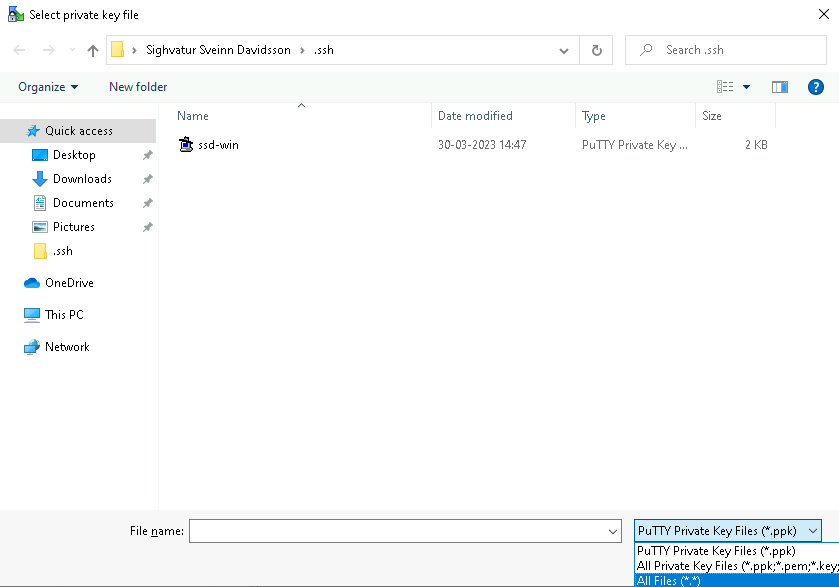 Select private key file
Sighvatur Sveinn Davidsson > .ssh
Search .ssh
Organize
New folder
?
Name
Date modified
Type
Size
Quick access
Desktop
Downloads
Documents
Pictures
.ssh
OneDrive
This PC
Network
ssd-win
30-03-2023 14:47
PuTTY Private Key ...
2 KB
File name:
PuTTY Private Key Files (*.ppk)
PuTTY Private Key Files (*.ppk)
All Private Key Files (*.ppk;*.pem;*.key;
All Files (*.*)